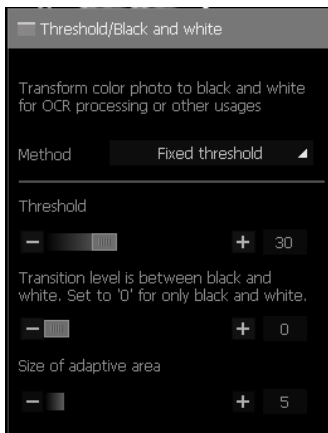 Threshold/Black and white
Transform color photo to black and white
for OCR processing or other usages
Method Fixed threshold
Threshold
− + 30
Transition level is between black and
white. Set to '0' for only black and white.
− + 0
Size of adaptive area
− + 5